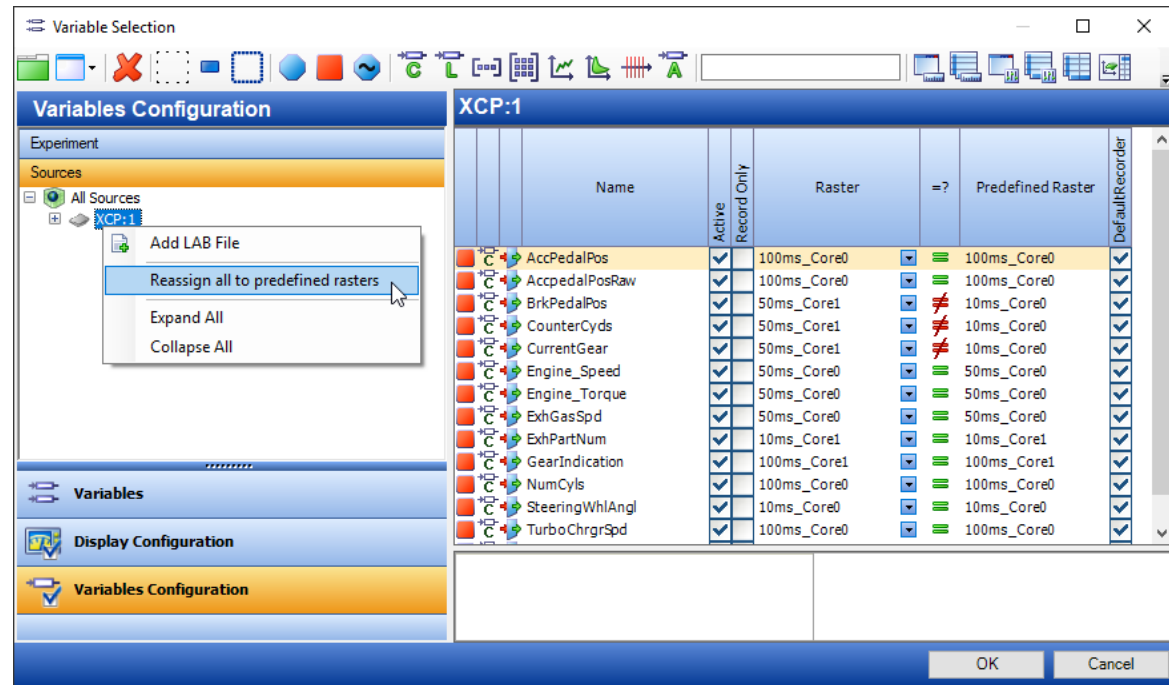 Variable Selection
Variables Configuration
XCP:1
Experiment
Sources
All Sources
XCP:1
Add LAB File
Reassign all to predefined rasters
Expand All
Collapse All
Variables
Display Configuration
Variables Configuration
Name Active Record Only Raster =? Predefined Raster DefaultRecorder
AccPedalPos 100ms_Core0 100ms_Core0
AccpedalPosRaw 100ms_Core0 100ms_Core0
BrkPedalPos 50ms_Core1 10ms_Core0
CounterCyds 50ms_Core1 10ms_Core0
CurrentGear 50ms_Core1 10ms_Core0
Engine_Speed 50ms_Core0 50ms_Core0
Engine_Torque 50ms_Core0 50ms_Core0
ExhGasSpd 50ms_Core0 50ms_Core0
ExhPartNum 10ms_Core1 10ms_Core1
GearIndication 100ms_Core1 100ms_Core1
NumCyls 100ms_Core0 100ms_Core0
SteeringWhlAngl 10ms_Core0 10ms_Core0
TurboChrgrSpd 100ms_Core0 100ms_Core0
OK Cancel